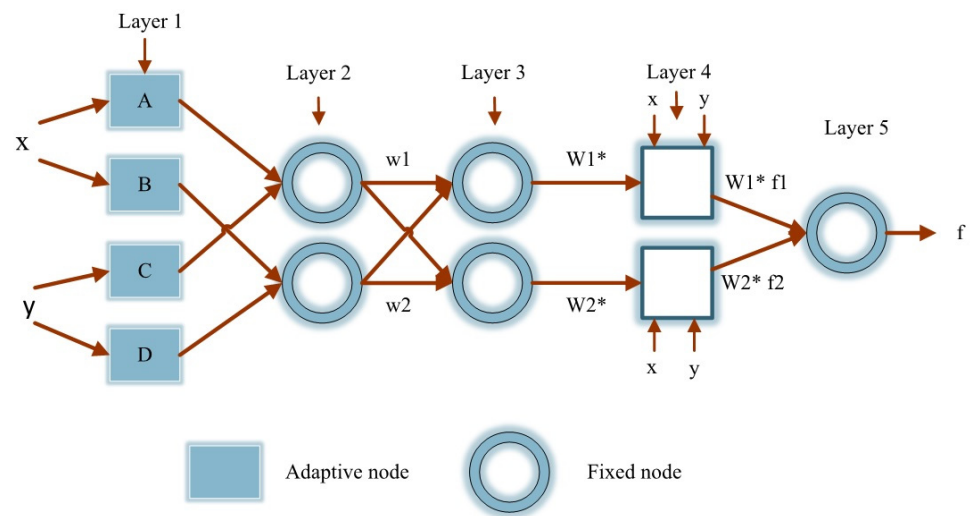 Layer 1
Layer 2
Layer 3
Layer 4
Layer 5
x
y
A
B
C
D
w1
w2
W1*
W2*
x
y
x
y
W1* f1
W2* f2
f
Adaptive node
Fixed node